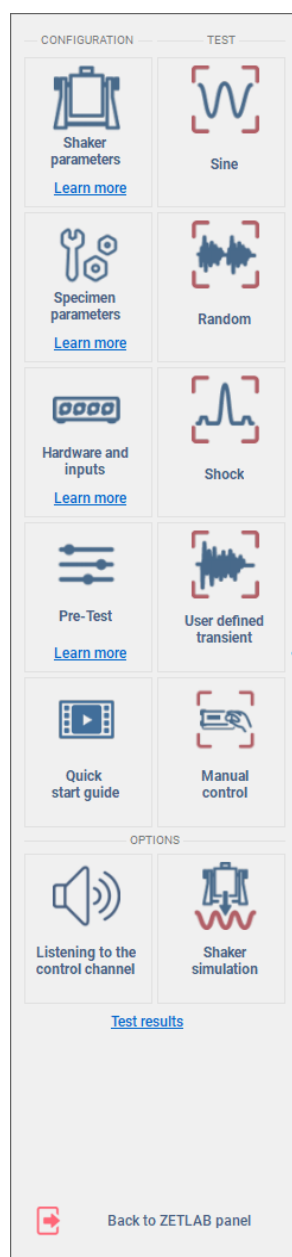 CONFIGURATION
TEST
Shaker
parameters
Learn more
Sine
Specimen
parameters
Learn more
Random
Hardware and
inputs
Learn more
Shock
Pre-Test
Learn more
User defined
transient
Quick
start guide
Manual
control
OPTIONS
Listening to the
control channel
Shaker
simulation
Test results
Back to ZETLAB panel